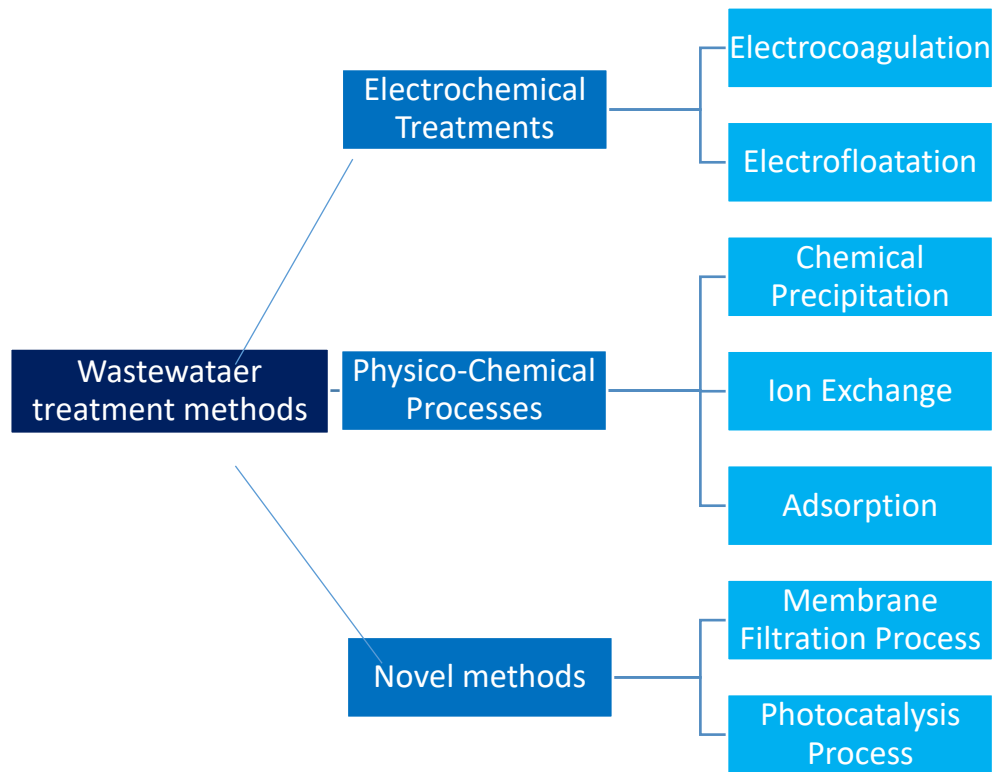 Wastewataer
treatment methods
Electrochemical
Treatments
Electrocoagulation
Electrofloatation
Physico-Chemical
Processes
Chemical
Precipitation
Ion Exchange
Adsorption
Novel methods
Membrane
Filtration Process
Photocatalysis
Process